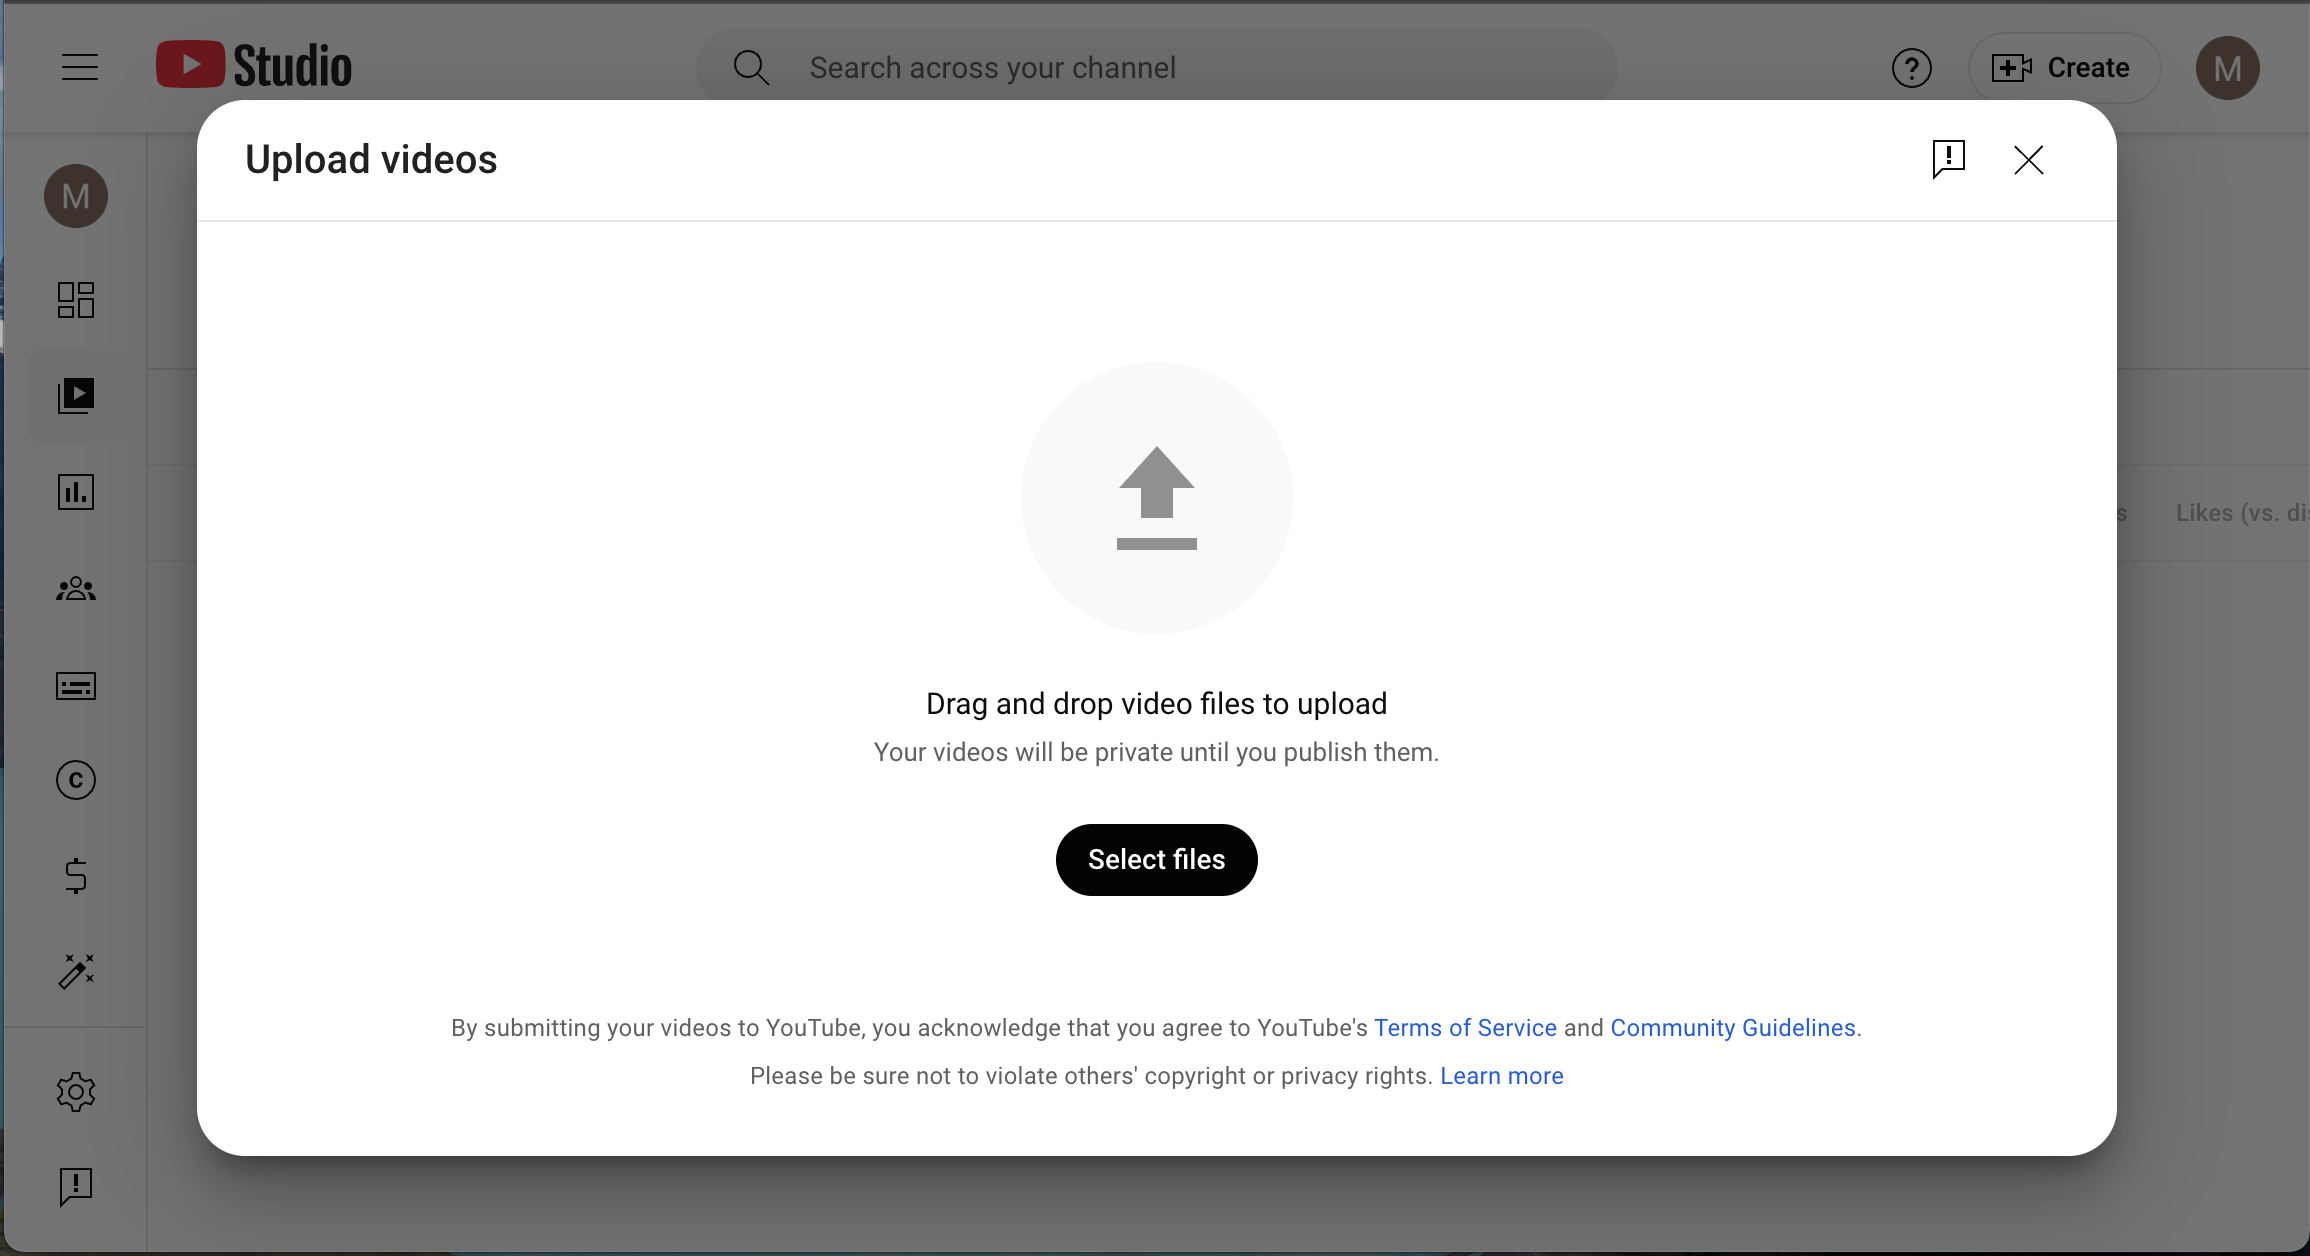 Studio
Search across your channel
?
Create
M
Upload videos
M
Likes (vs.
Drag and drop video files to upload
Your videos will be private until you publish them.
Select files
By submitting your videos to YouTube, you acknowledge that you agree to YouTube's Terms of Service and Community Guidelines.
Please be sure not to violate others' copyright or privacy rights. Learn more